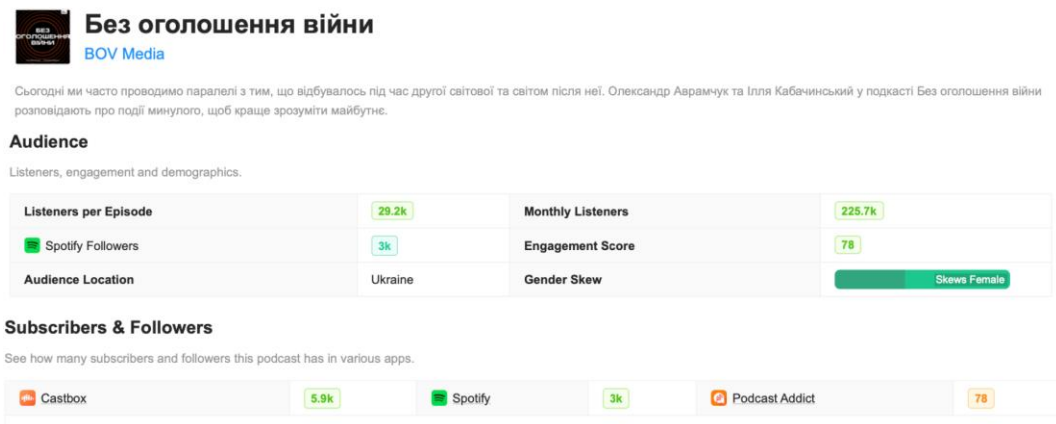 БЕЗ
ОГОЛОШЕННЯ
ВІЙНИ
Без оголошення війни
BOV Media
Сьогодні ми часто проводимо паралелі з тим, що відбувалось під час другої світової та світом після неї. Олександр Аврамчук та Ілля Кабачинський у подкасті Без оголошення війни
розповідають про події минулого, щоб краще зрозуміти майбутнє.
Audience
Listeners, engagement and demographics.
Listeners per Episode 29.2k Monthly Listeners 225.7k
Spotify Followers 3k Engagement Score 78
Audience Location Ukraine Gender Skew Skews Female
Subscribers & Followers
See how many subscribers and followers this podcast has in various apps.
Castbox 5.9k Spotify 3k Podcast Addict 78